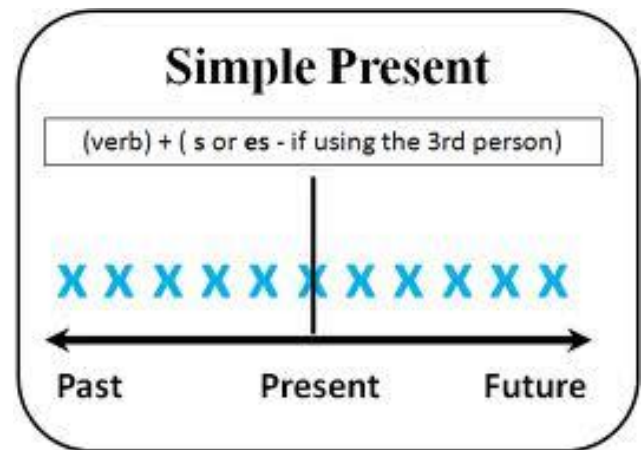 Simple Present
(verb) + ( s or es - if using the 3rd person)
X X X X X X X X X X X
Past Present Future